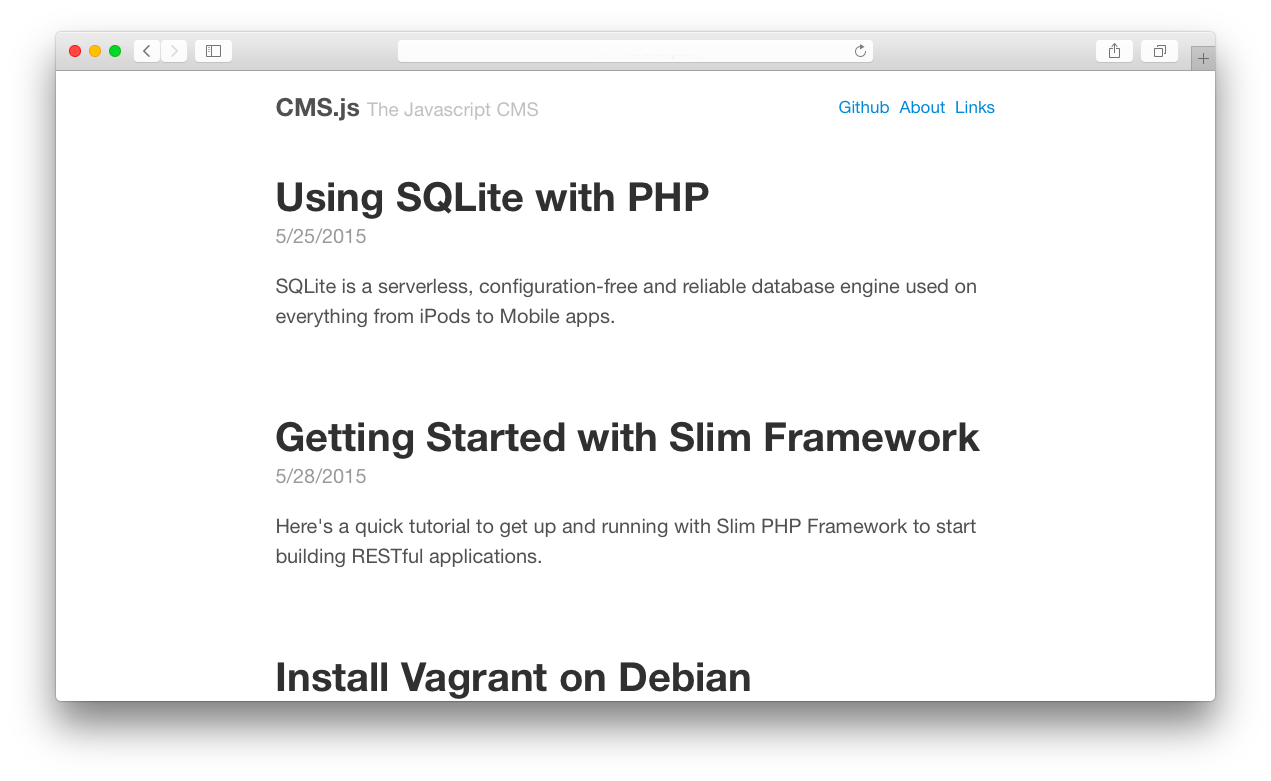 CMS.js The Javascript CMS
Github About Links
Using SQLite with PHP
5/25/2015
SQLite is a serverless, configuration-free and reliable database engine used on
everything from iPods to Mobile apps.
Getting Started with Slim Framework
5/28/2015
Here's a quick tutorial to get up and running with Slim PHP Framework to start
building RESTful applications.
Install Vagrant on Debian